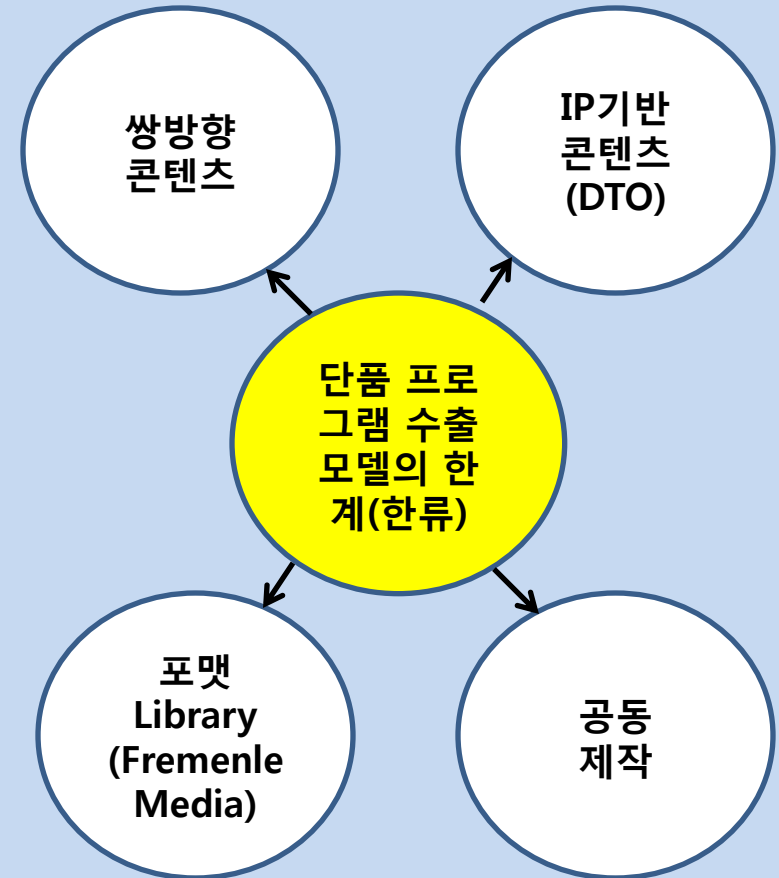 쌍방향
콘텐츠
IP기반
콘텐츠
(DTO)
단품 프로
그램 수출
모델의 한
계(한류)
포맷
Library
(Fremenle
Media)
공동
제작